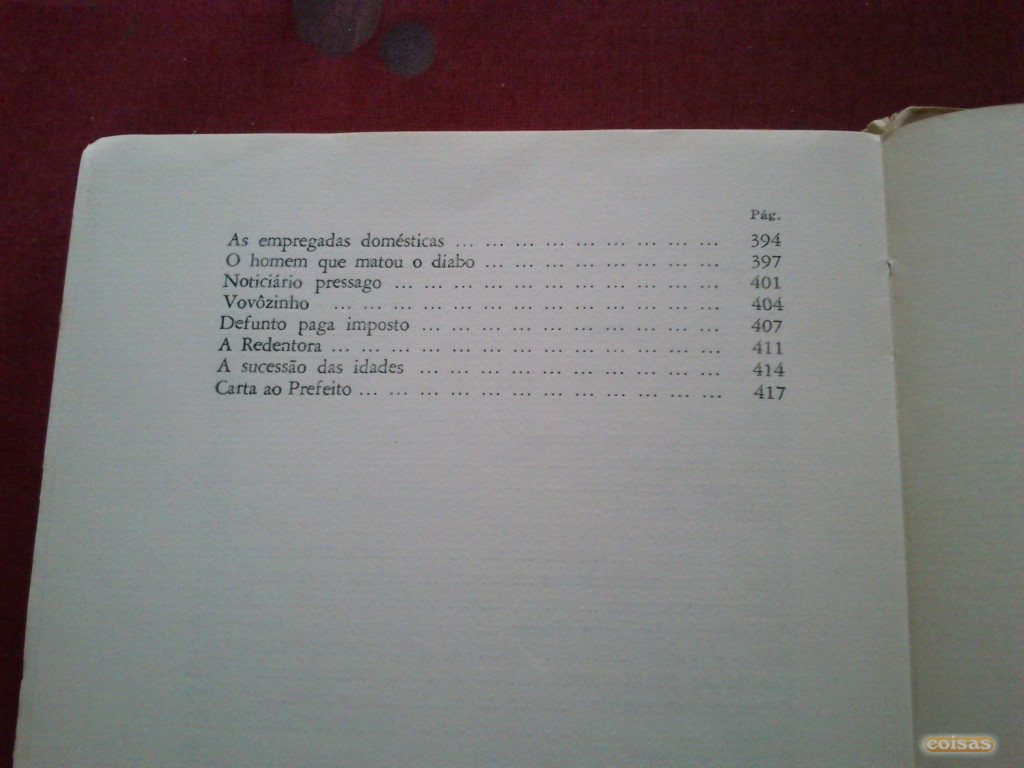 Pág.
As empregadas domésticas ... ... ... ... ... ... ... ... ... 394
O homem que matou o diabo ... ... ... ... ... ... ... ... 397
Noticiário pressago ... ... ... ... ... ... ... ... ... ... ... 401
Vovôzinho ... ... ... ... ... ... ... ... ... ... ... ... ... 404
Defunto paga imposto ... ... ... ... ... ... ... ... ... ... 407
A Redentora ... ... ... ... ... ... ... ... ... ... ... ... ... 411
A sucessão das idades ... ... ... ... ... ... ... ... ... ... 414
Carta ao Prefeito ... ... ... ... ... ... ... ... ... ... ... ... 417
coisas